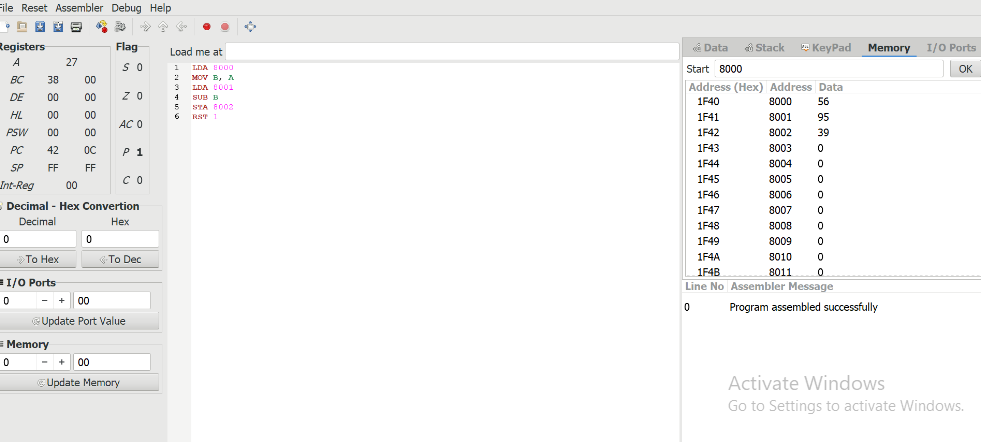 File Reset Assembler Debug Help
Registers
A 27
BC 38 00
DE 00 00
HL 00 00
PSW 00 00
PC 42 0C
SP FF FF
Int-Reg 00
Flag
S 0
Z 0
AC 0
P 1
C 0
Decimal - Hex Convertion
Decimal Hex
0 0
To Hex To Dec
I/O Ports
0 - + 00
Update Port Value
Memory
0 - + 00
Update Memory
Load me at
1 LDA 8000
2 MOV B, A
3 LDA 8001
4 SUB B
5 STA 8002
6 RST 1
Data Stack KeyPad Memory I/O Ports
Start 8000 OK
Address (Hex) Address Data
1F40 8000 56
1F41 8001 95
1F42 8002 39
1F43 8003 0
1F44 8004 0
1F45 8005 0
1F46 8006 0
1F47 8007 0
1F48 8008 0
1F49 8009 0
1F4A 8010 0
1F4B 8011 0
Line No Assembler Message
0 Program assembled successfully
Activate Windows
Go to Settings to activate Windows.